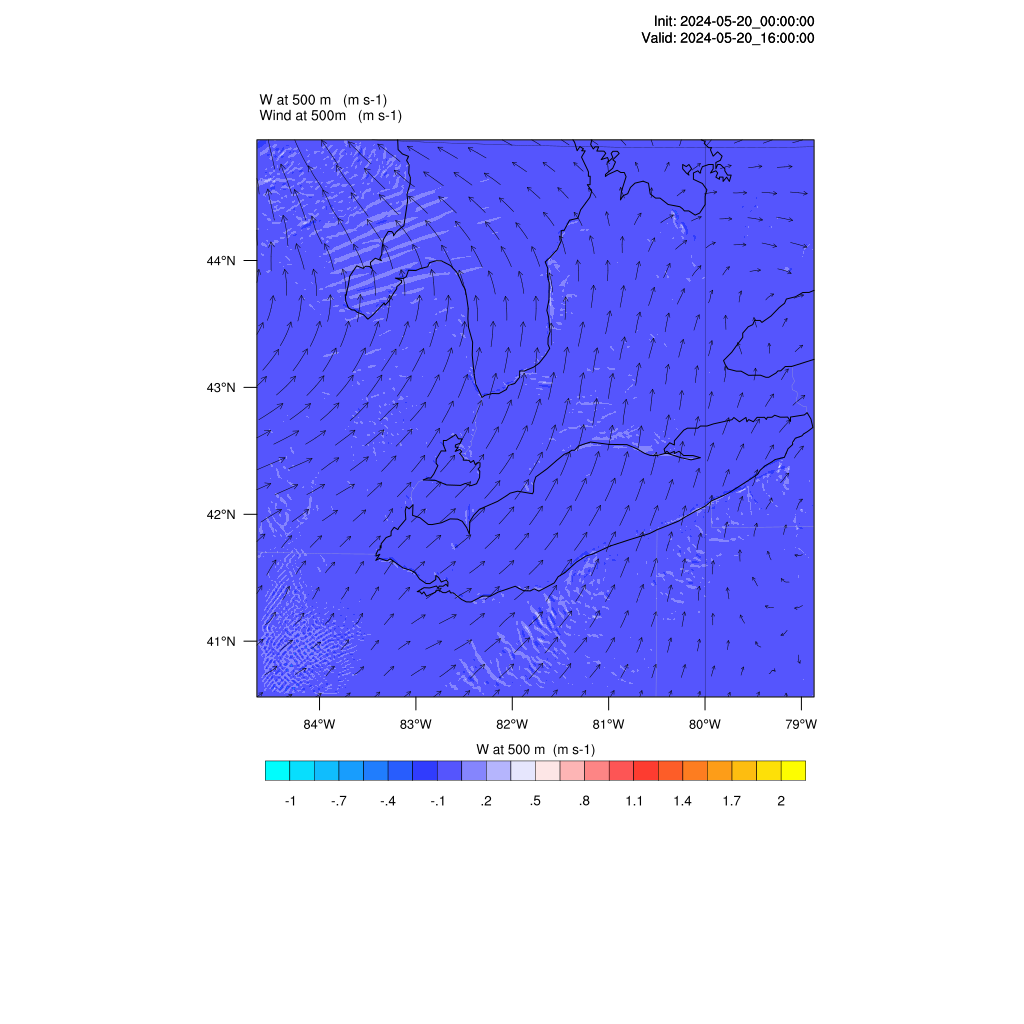 Init: 2024-05-20_00:00:00
Valid: 2024-05-20_16:00:00
W at 500 m (m s-1)
Wind at 500m (m s-1)
44°N
43°N
42°N
41°N
84°W 83°W 82°W 81°W 80°W 79°W
W at 500 m (m s-1)
-1 -.7 -.4 -.1 .2 .5 .8 1.1 1.4 1.7 2